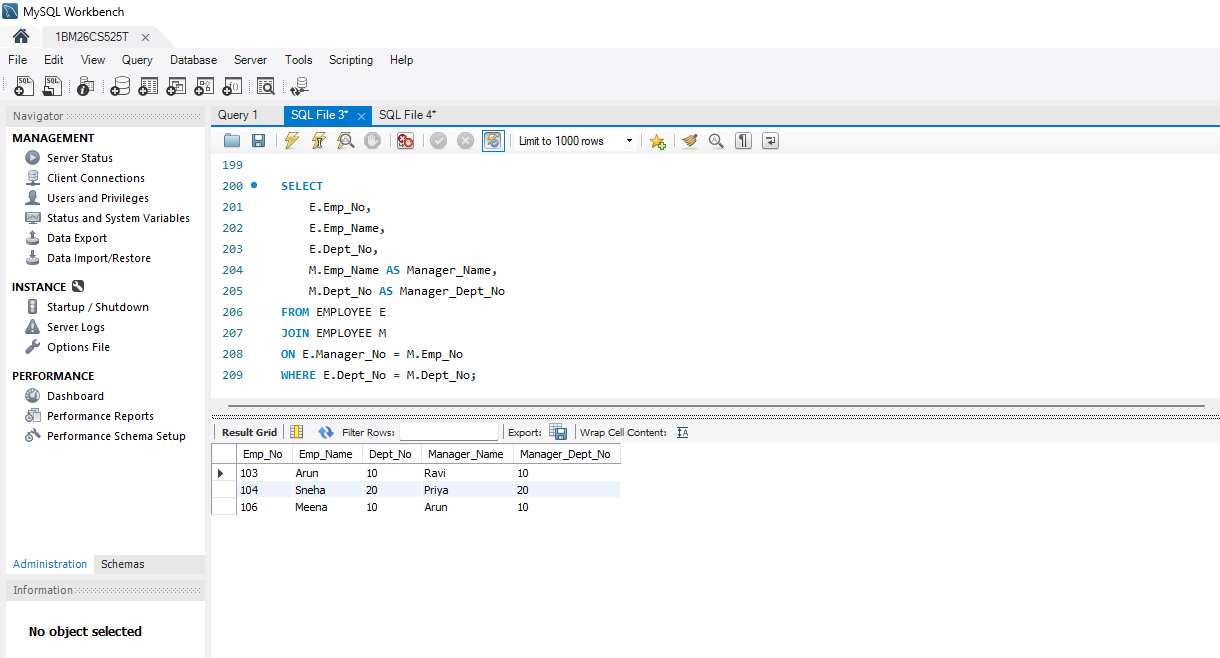 MySQL Workbench
1BM26CS525T
File Edit View Query Database Server Tools Scripting Help
Navigator
MANAGEMENT
Server Status
Client Connections
Users and Privileges
Status and System Variables
Data Export
Data Import/Restore
INSTANCE
Startup / Shutdown
Server Logs
Options File
PERFORMANCE
Dashboard
Performance Reports
Performance Schema Setup
Administration Schemas
Information
No object selected
Query 1 SQL File 3* SQL File 4*
Limit to 1000 rows
199
200 SELECT
201 E.Emp_No,
202 E.Emp_Name,
203 E.Dept_No,
204 M.Emp_Name AS Manager_Name,
205 M.Dept_No AS Manager_Dept_No
206 FROM EMPLOYEE E
207 JOIN EMPLOYEE M
208 ON E.Manager_No = M.Emp_No
209 WHERE E.Dept_No = M.Dept_No;
Result Grid Filter Rows: Export: Wrap Cell Content:
Emp_No Emp_Name Dept_No Manager_Name Manager_Dept_No
103 Arun 10 Ravi 10
104 Sneha 20 Priya 20
106 Meena 10 Arun 10